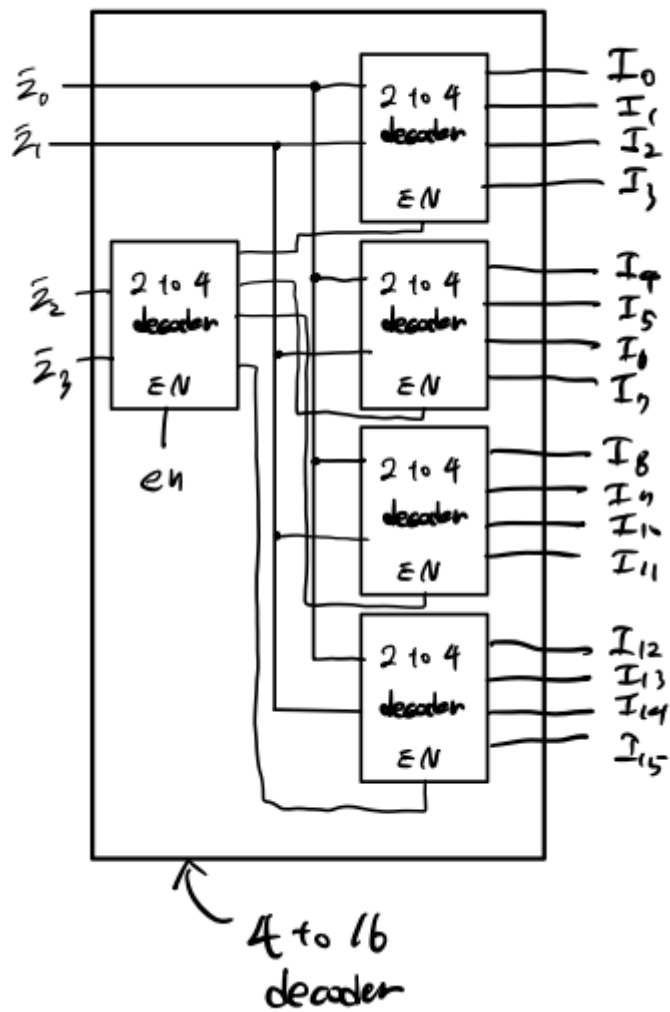 z₀
z₁
2 to 4
decoder
EN
I₀
I₁
I₂
I₃
z₂
z₃
2 to 4
decoder
EN
en
2 to 4
decoder
EN
I₄
I₅
I₆
I₇
2 to 4
decoder
EN
I₈
I₉
I₁₀
I₁₁
2 to 4
decoder
EN
I₁₂
I₁₃
I₁₄
I₁₅
4 to 16
decoder